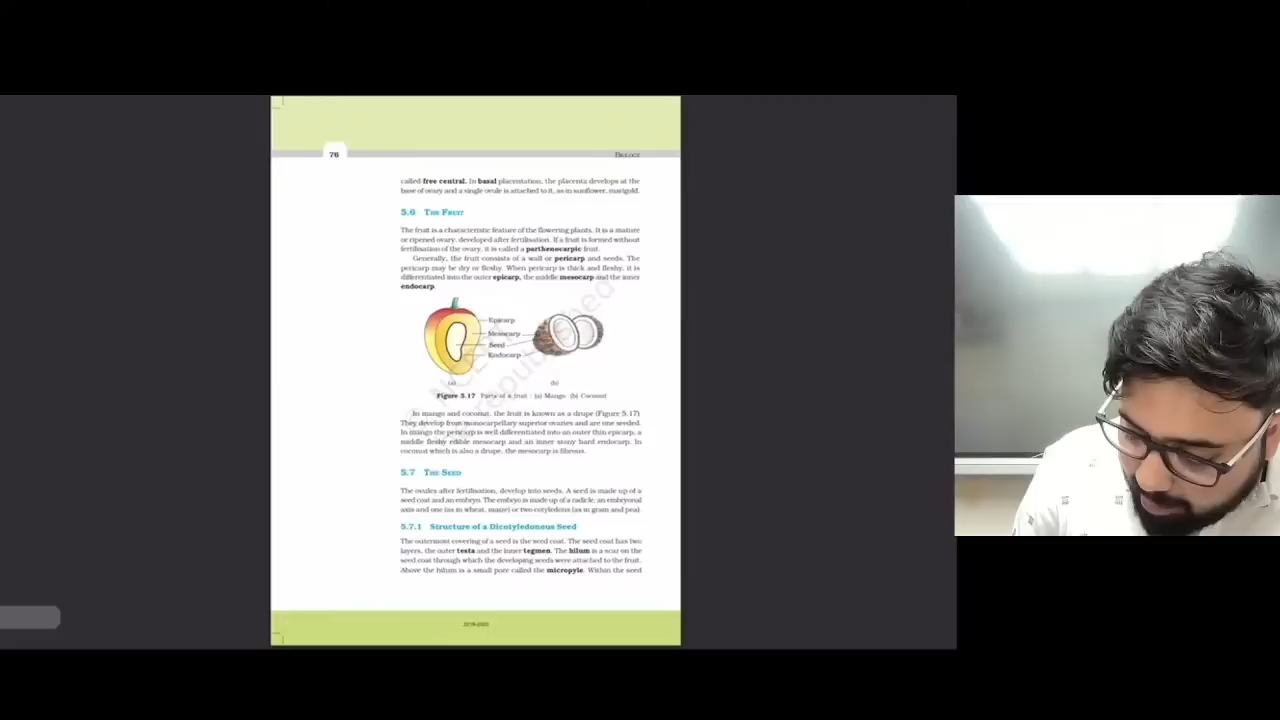 76
BIOLOGY
called free central. In basal placentation, the placenta develops at the
base of ovary and a single ovule is attached to it, as in sunflower, marigold.
5.6 THE FRUIT
The fruit is a characteristic feature of the flowering plants. It is a mature
or ripened ovary, developed after fertilisation. If a fruit is formed without
fertilisation of the ovary, it is called a parthenocarpic fruit.
Generally, the fruit consists of a wall or pericarp and seeds. The
pericarp may be dry or fleshy. When pericarp is thick and fleshy, it is
differentiated into the outer epicarp, the middle mesocarp and the inner
endocarp.
Epicarp
Mesocarp
Seed
Endocarp
(a)
(b)
Figure 5.17 Parts of a fruit : (a) Mango (b) Coconut
In mango and coconut, the fruit is known as a drupe (Figure 5.17)
They develop from monocarpellary superior ovaries and are one seeded.
In mango the pericarp is well differentiated into an outer thin epicarp, a
middle fleshy edible mesocarp and an inner stony hard endocarp. In
coconut which is also a drupe, the mesocarp is fibrous.
5.7 THE SEED
The ovules after fertilisation, develop into seeds. A seed is made up of a
seed coat and an embryo. The embryo is made up of a radicle, an embryonal
axis and one (as in wheat, maize) or two cotyledons (as in gram and pea).
5.7.1 Structure of a Dicotyledonous Seed
The outermost covering of a seed is the seed coat. The seed coat has two
layers, the outer testa and the inner tegmen. The hilum is a scar on the
seed coat through which the developing seeds were attached to the fruit.
Above the hilum is a small pore called the micropyle. Within the seed